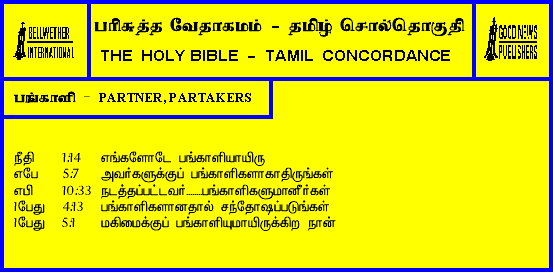 BELLWETHER
INTERNATIONAL
பரிசுத்த வேதாகமம் - தமிழ் சொல்தொகுதி
THE HOLY BIBLE - TAMIL CONCORDANCE
GOOD NEWS
PUBLISHERS
பங்காளி - PARTNER, PARTAKERS
நீதி 1:14 எங்களோடே பங்காளியாயிரு
எபே 5:7 அவர்களுக்குப் பங்காளிகளாகாதிருங்கள்
எபி 10:33 நடத்தப்பட்டவர்.......பங்காளிகளுமானீர்கள்
1பேது 4:13 பங்காளிகளானதால் சந்தோஷப்படுங்கள்
1பேது 5:1 மகிமைக்குப் பங்காளியுமாயிருக்கிற நான்